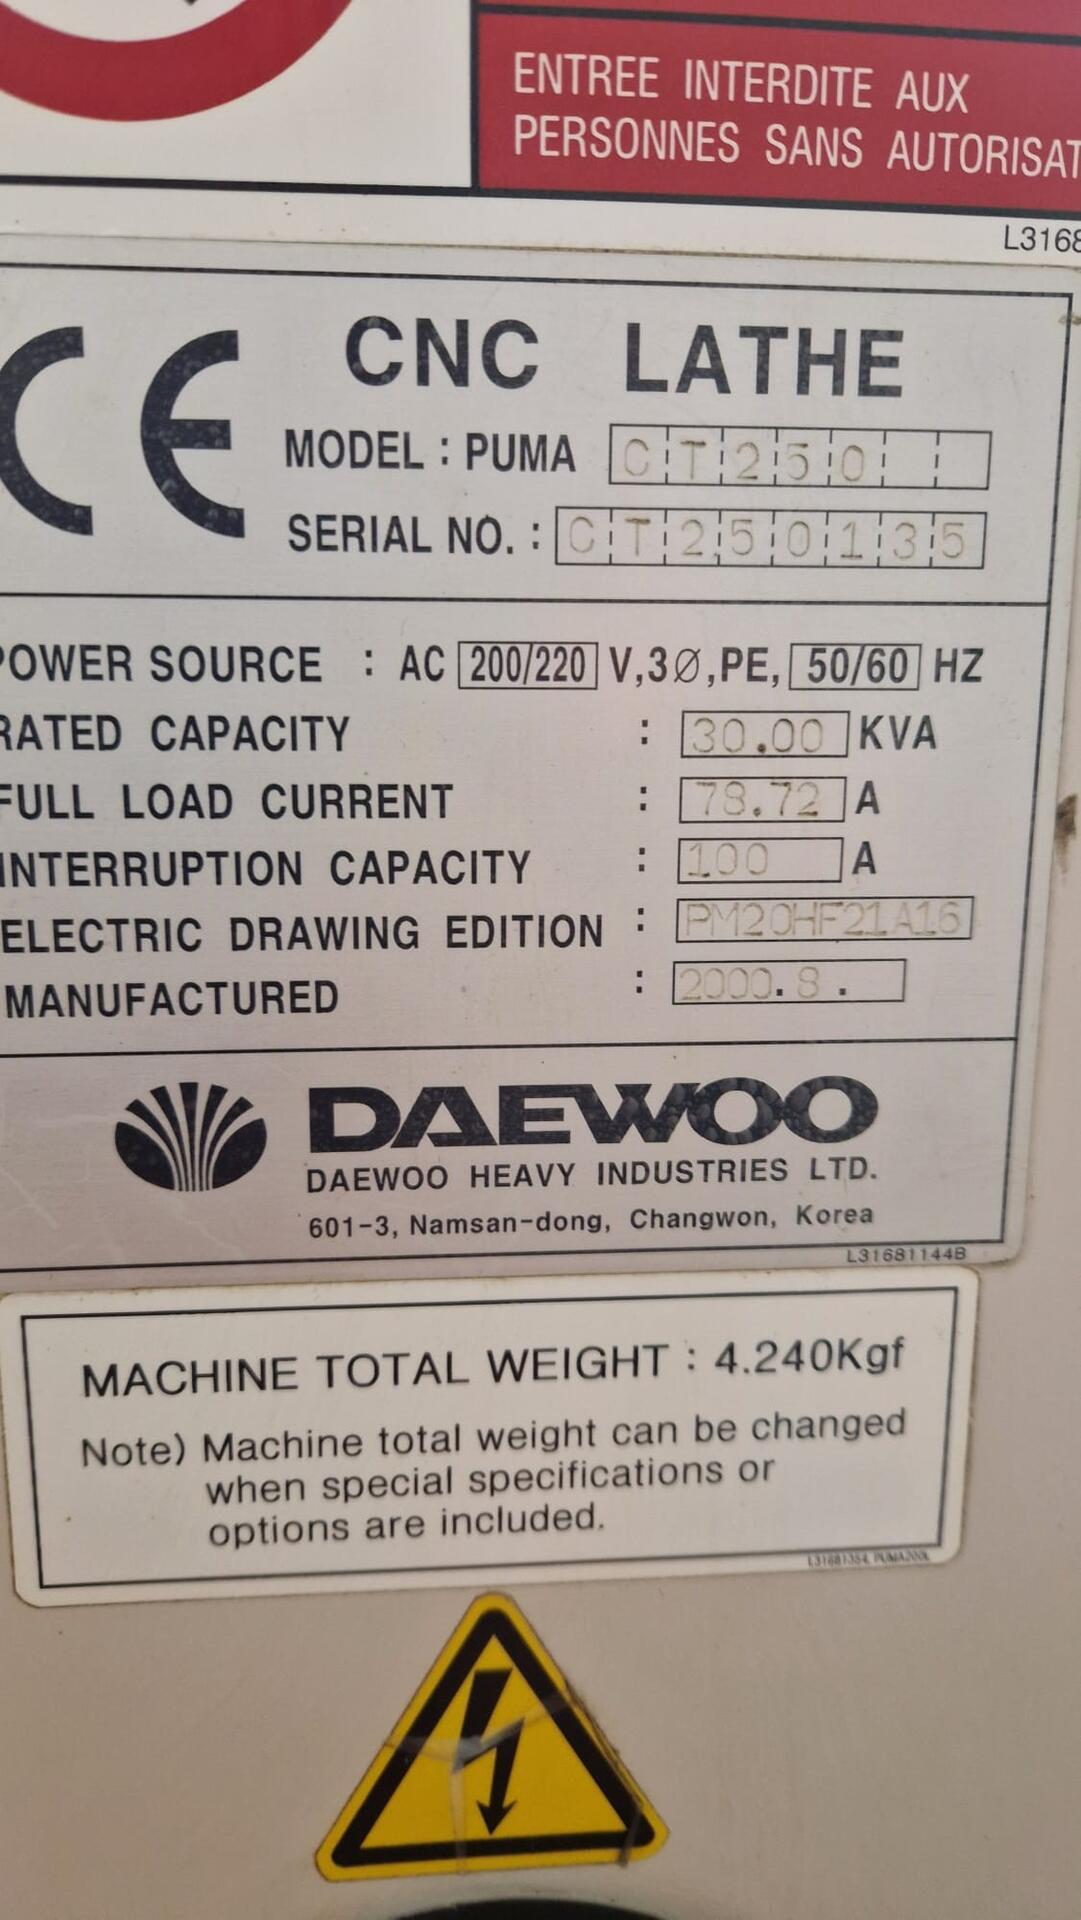 ENTREE INTERDITE AUX
PERSONNES SANS AUTORISAT
L3168
CE
CNC LATHE
MODEL : PUMA CT250
SERIAL NO. : CT250135
POWER SOURCE : AC 200/220 V,3Ø,PE, 50/60 HZ
RATED CAPACITY : 30.00 KVA
FULL LOAD CURRENT : 78.72 A
INTERRUPTION CAPACITY : 100 A
ELECTRIC DRAWING EDITION : PM20HF21A16
MANUFACTURED : 2000.8.
DAEWOO
DAEWOO HEAVY INDUSTRIES LTD.
601-3, Namsan-dong, Changwon, Korea
L31681144B
MACHINE TOTAL WEIGHT : 4.240Kgf
Note) Machine total weight can be changed
when special specifications or
options are included.
L31681354, PUMA200L